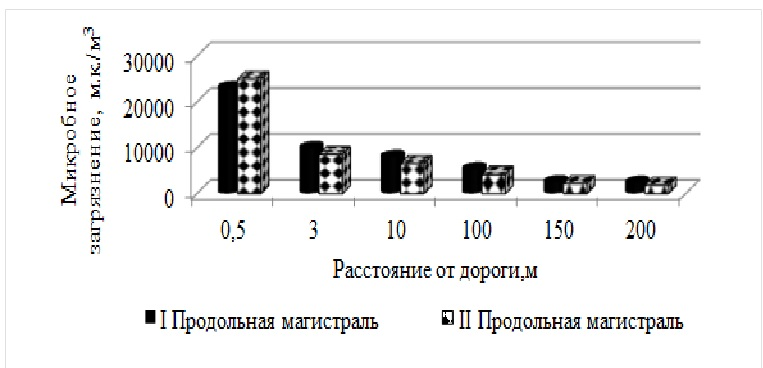 Микробное
загрязнение, м.к./м³
30000
20000
10000
0
0,5 3 10 100 150 200
Расстояние от дороги,м
I Продольная магистраль II Продольная магистраль